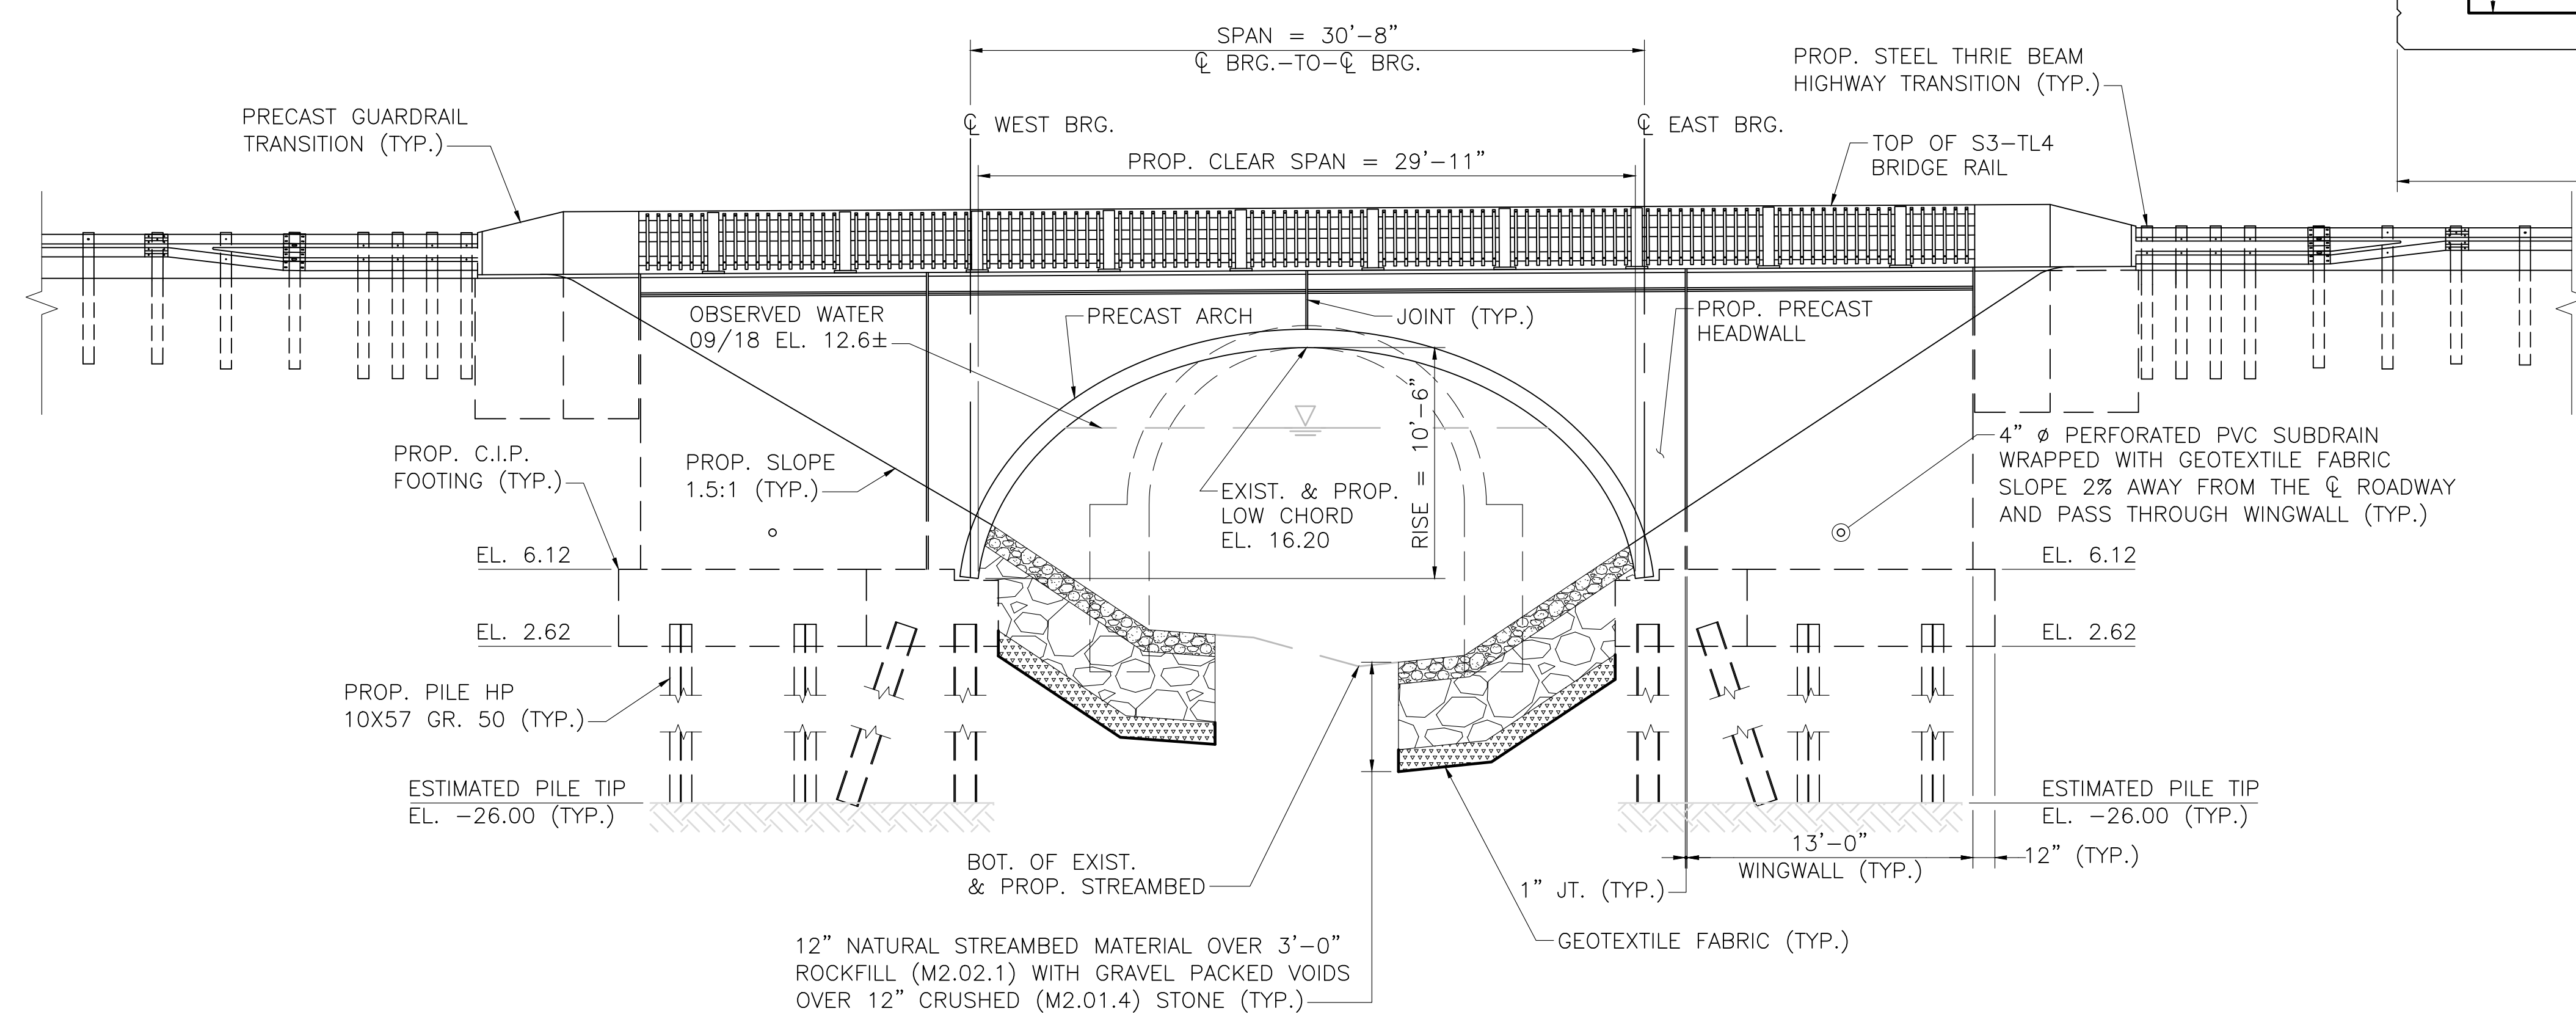 SPAN = 30'-8"
℄ BRG.-TO-℄ BRG.
PROP. STEEL THRIE BEAM
HIGHWAY TRANSITION (TYP.)
PRECAST GUARDRAIL
TRANSITION (TYP.)
℄ WEST BRG.
℄ EAST BRG.
PROP. CLEAR SPAN = 29'-11"
TOP OF S3-TL4
BRIDGE RAIL
OBSERVED WATER
09/18 EL. 12.6±
PRECAST ARCH
JOINT (TYP.)
PROP. PRECAST
HEADWALL
PROP. C.I.P.
FOOTING (TYP.)
PROP. SLOPE
1.5:1 (TYP.)
EXIST. & PROP.
LOW CHORD
EL. 16.20
RISE = 10'-6"
4" ø PERFORATED PVC SUBDRAIN
WRAPPED WITH GEOTEXTILE FABRIC
SLOPE 2% AWAY FROM THE ℄ ROADWAY
AND PASS THROUGH WINGWALL (TYP.)
EL. 6.12
EL. 6.12
EL. 2.62
EL. 2.62
PROP. PILE HP
10X57 GR. 50 (TYP.)
ESTIMATED PILE TIP
EL. -26.00 (TYP.)
ESTIMATED PILE TIP
EL. -26.00 (TYP.)
13'-0"
WINGWALL (TYP.)
12" (TYP.)
BOT. OF EXIST.
& PROP. STREAMBED
1" JT. (TYP.)
GEOTEXTILE FABRIC (TYP.)
12" NATURAL STREAMBED MATERIAL OVER 3'-0"
ROCKFILL (M2.02.1) WITH GRAVEL PACKED VOIDS
OVER 12" CRUSHED (M2.01.4) STONE (TYP.)